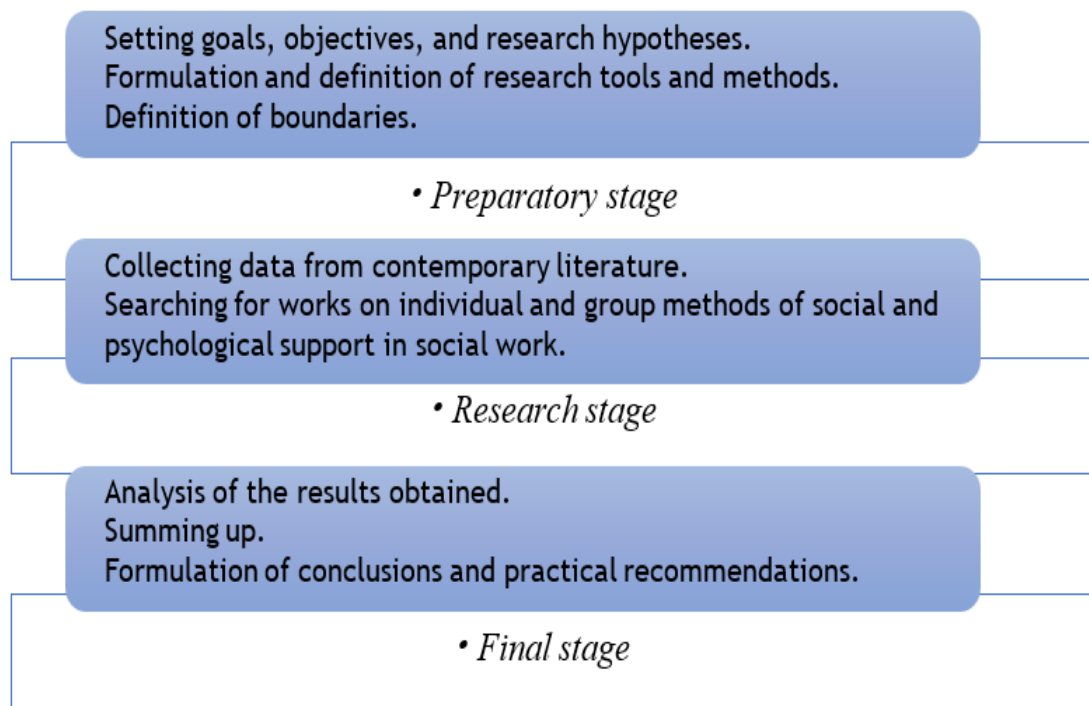 Setting goals, objectives, and research hypotheses.
Formulation and definition of research tools and methods.
Definition of boundaries.
• Preparatory stage
Collecting data from contemporary literature.
Searching for works on individual and group methods of social and
psychological support in social work.
• Research stage
Analysis of the results obtained.
Summing up.
Formulation of conclusions and practical recommendations.
• Final stage